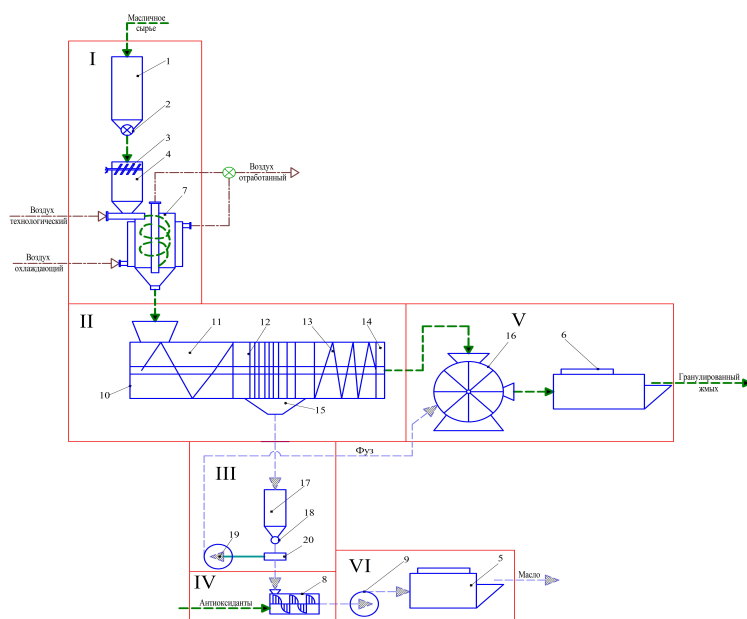 Масличное
сырье
I
1
2
3
4
7
Воздух
отработанный
Воздух
технологический
Воздух
охлаждающий
II
11
12
13
14
10
15
V
16
6
Гранулированный
жмых
Фуз
III
17
18
19
20
IV
8
Антиоксиданты
VI
9
5
Масло